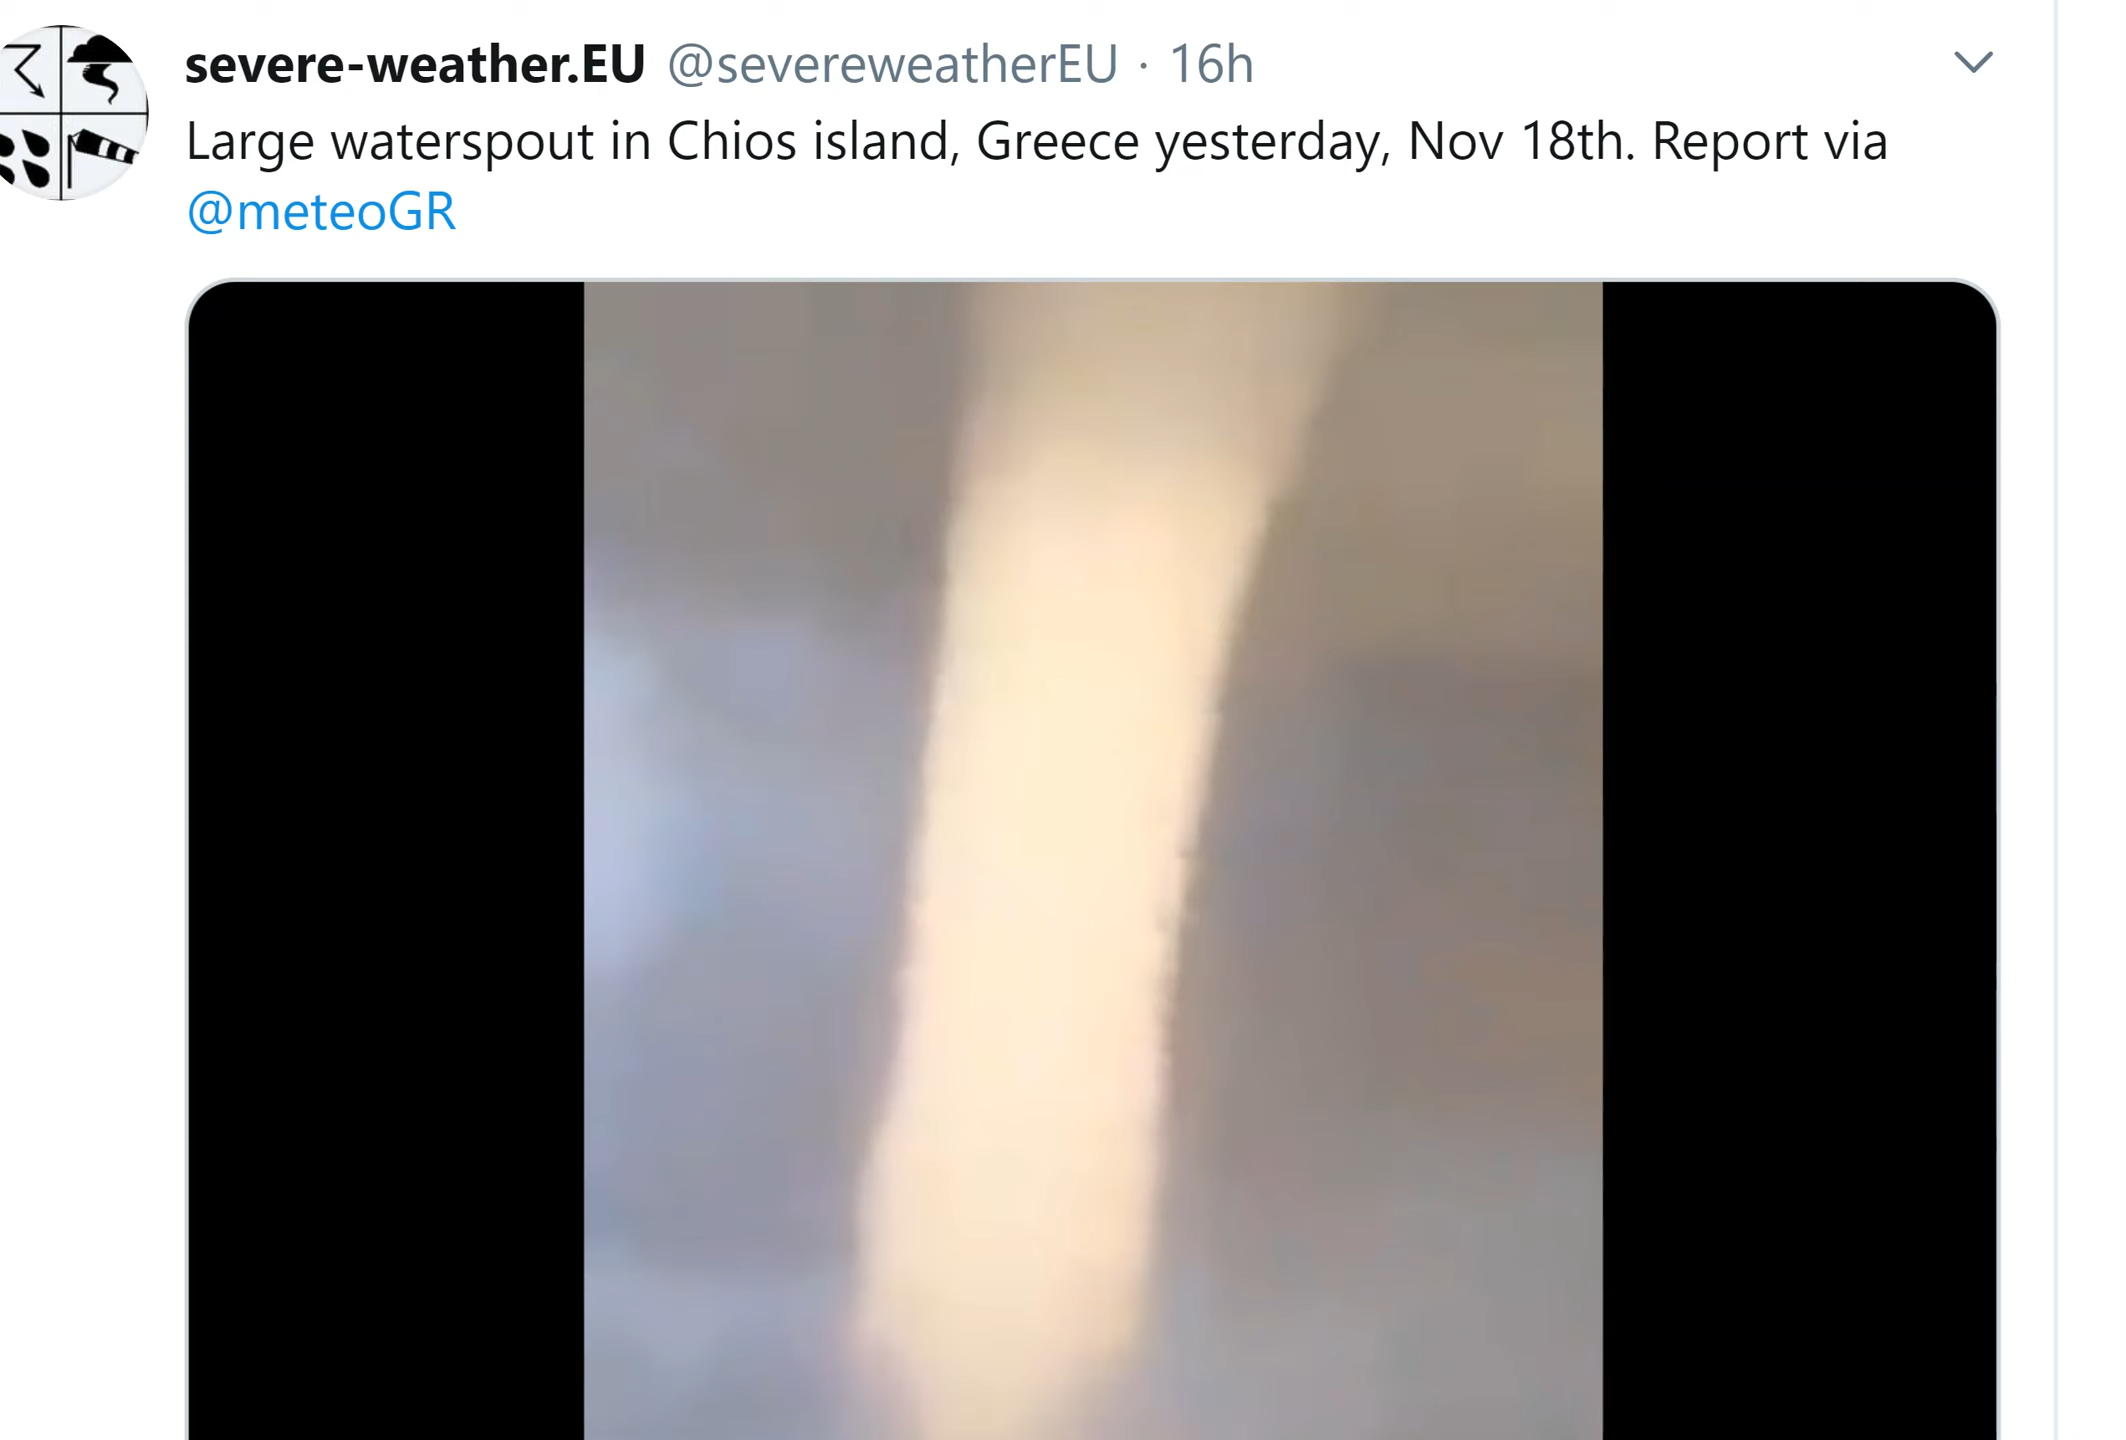 severe-weather.EU @severeweatherEU · 16h
Large waterspout in Chios island, Greece yesterday, Nov 18th. Report via
@meteoGR